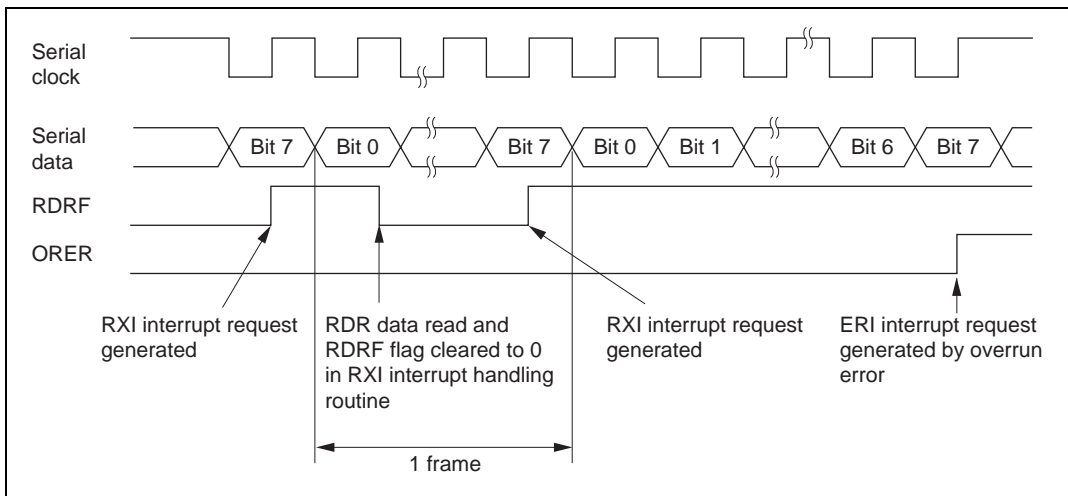 Serial
clock
Serial
data
Bit 7
Bit 0
Bit 7
Bit 0
Bit 1
Bit 6
Bit 7
RDRF
ORER
RXI interrupt request
generated
RDR data read and
RDRF flag cleared to 0
in RXI interrupt handling
routine
RXI interrupt request
generated
ERI interrupt request
generated by overrun
error
1 frame